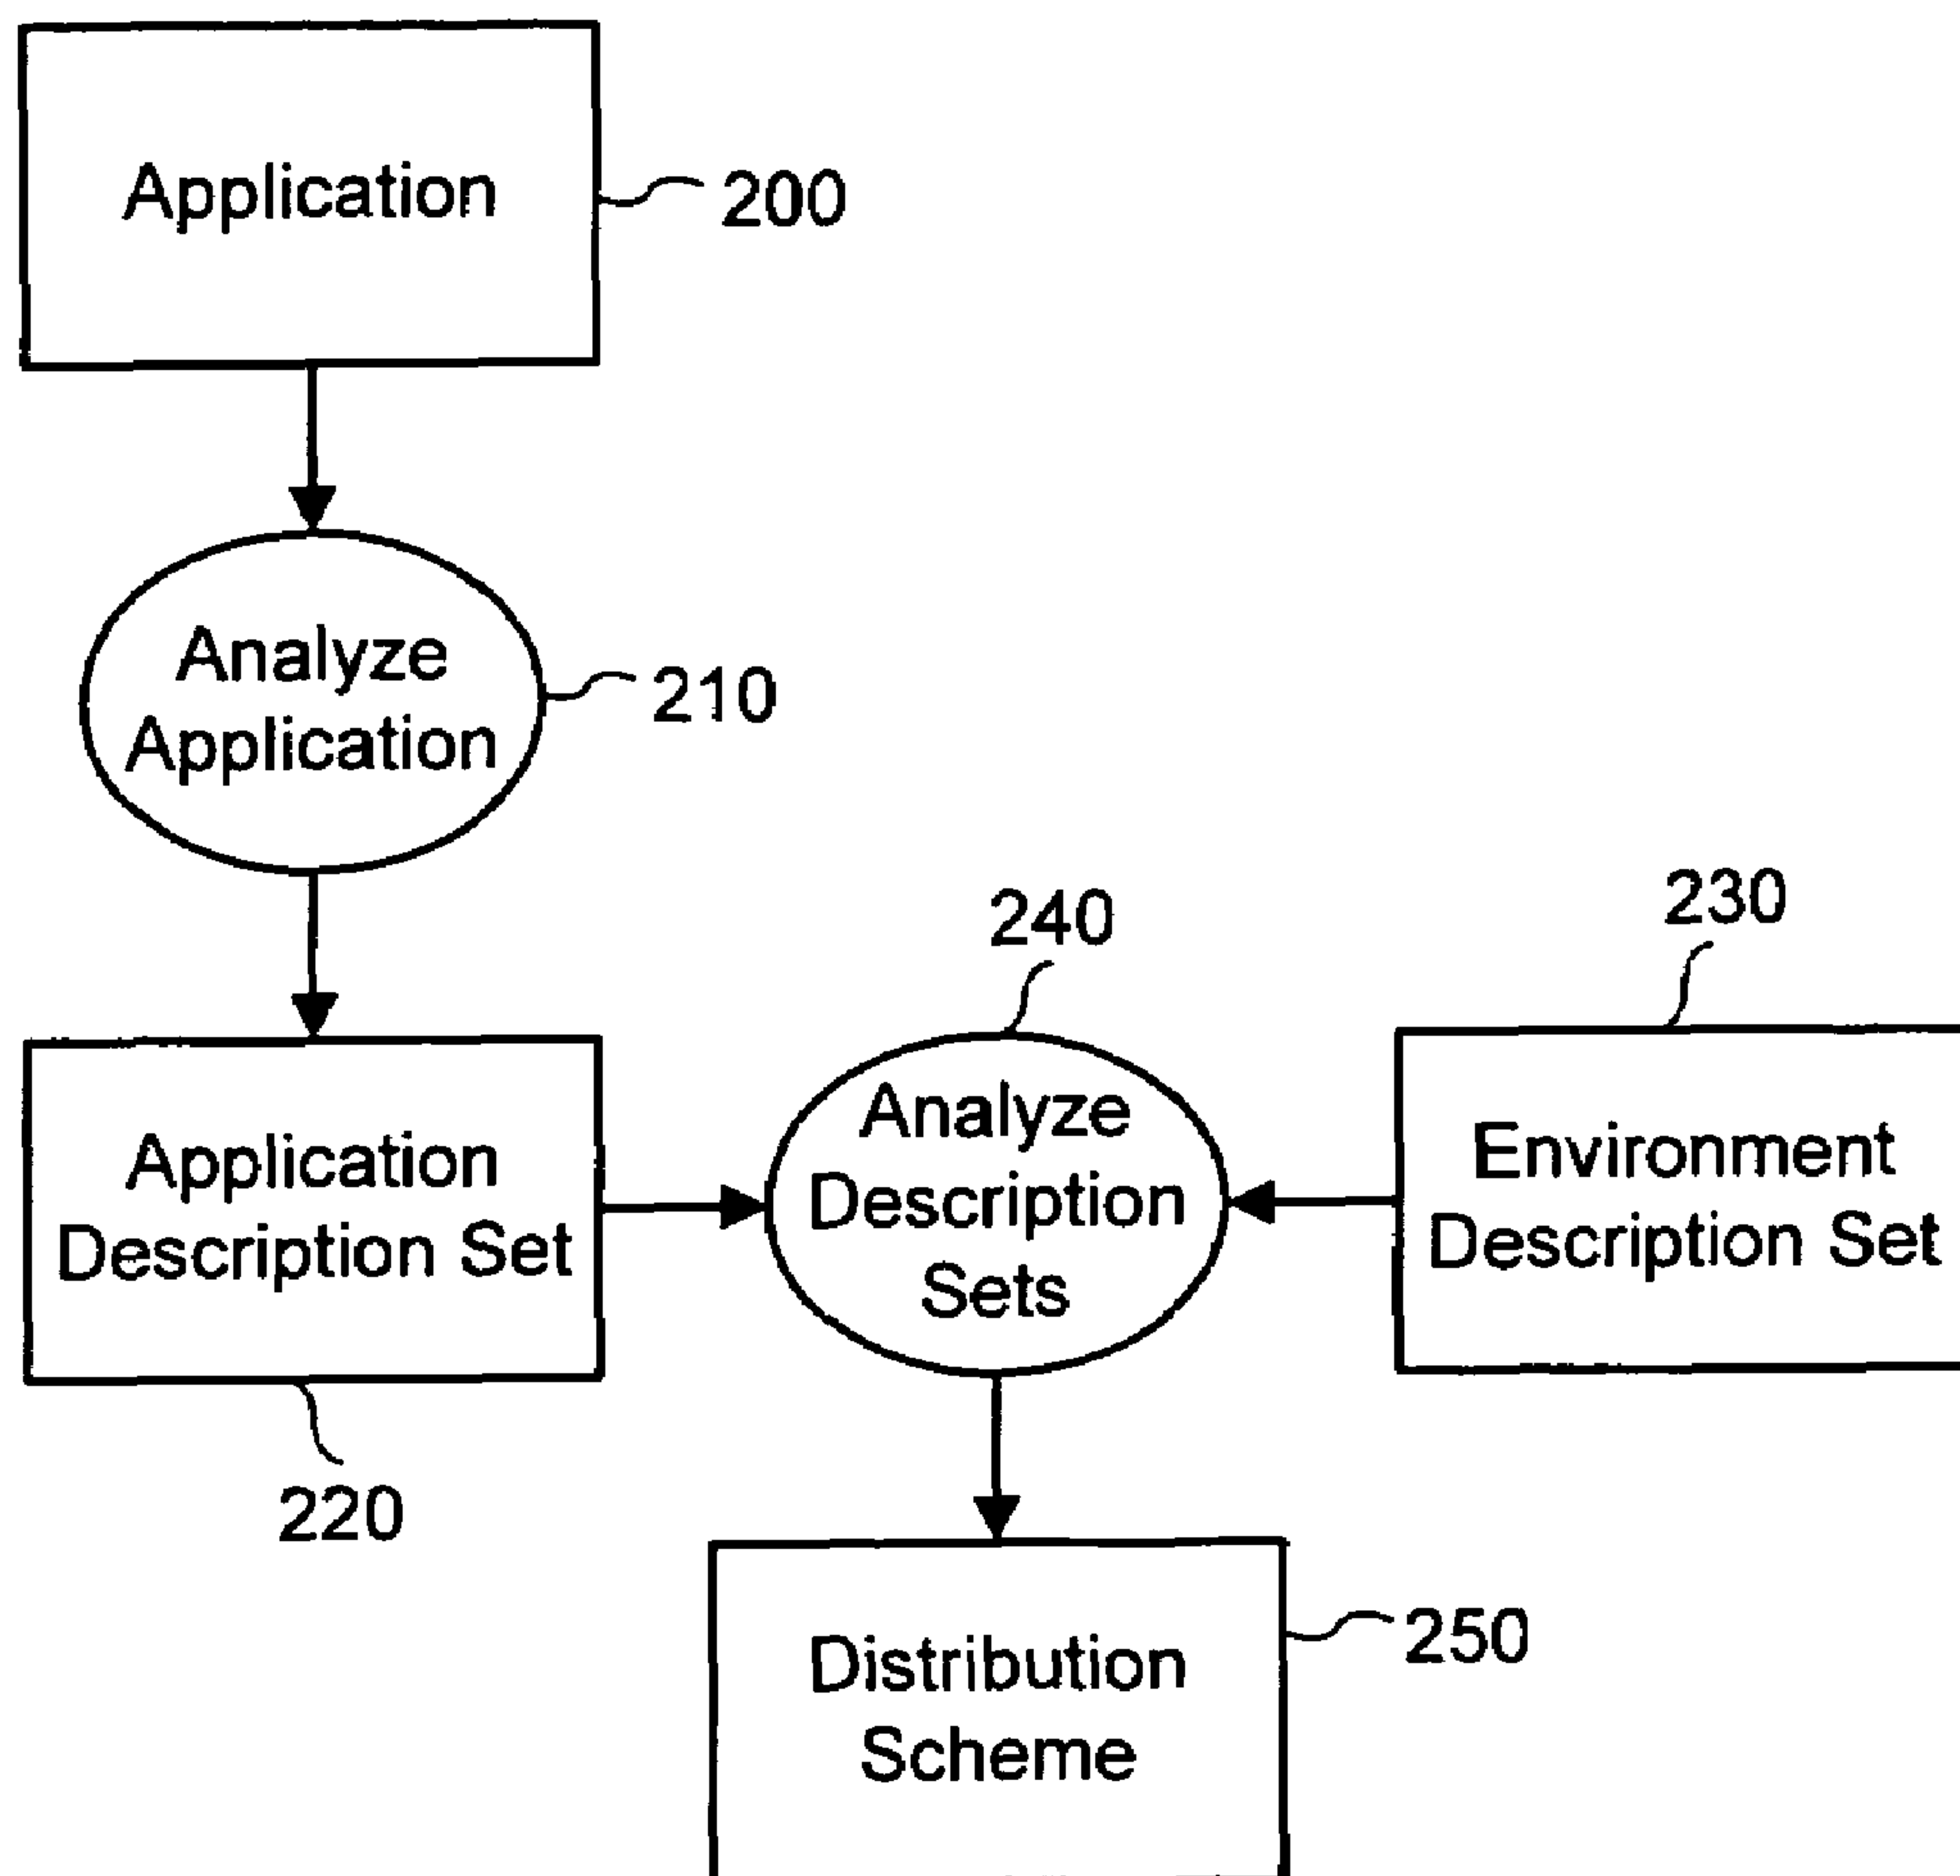 Application
200
Analyze
Application
210
240
230
Application
Description Set
Analyze
Description
Sets
Environment
Description Set
220
Distribution
Scheme
250